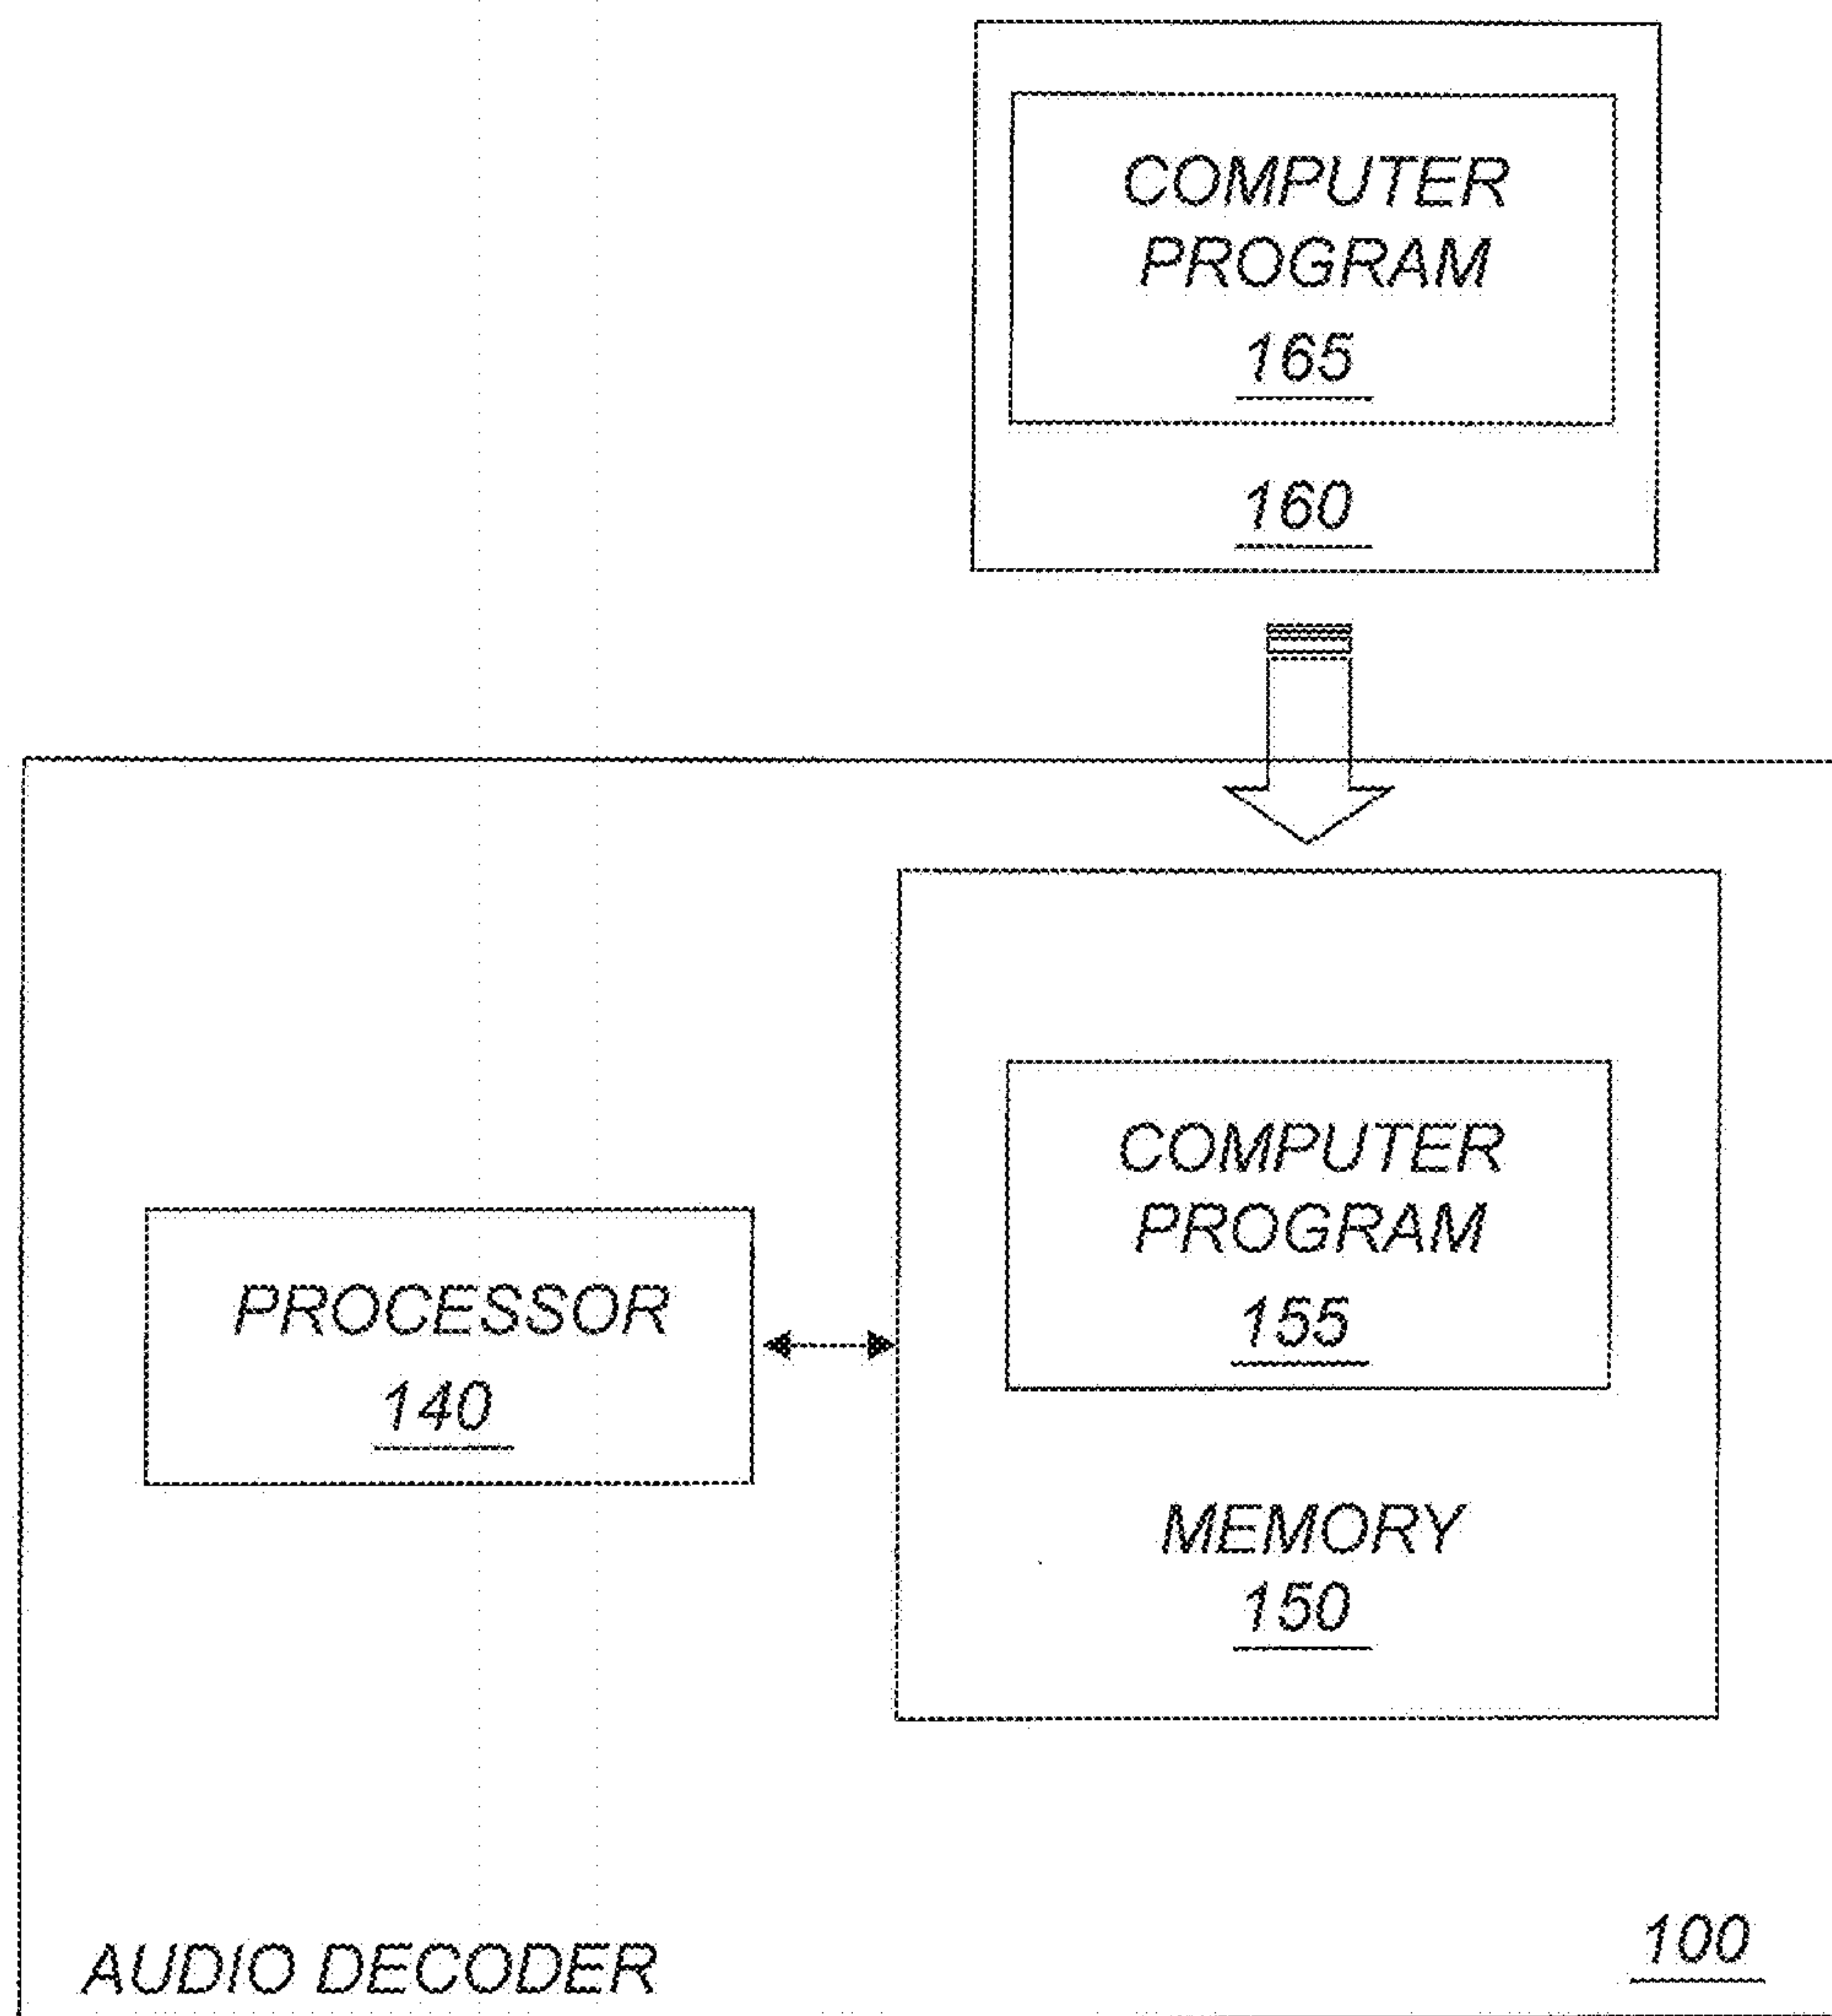 COMPUTER
PROGRAM
165
160
COMPUTER
PROGRAM
155
PROCESSOR
140
MEMORY
150
AUDIO DECODER
100